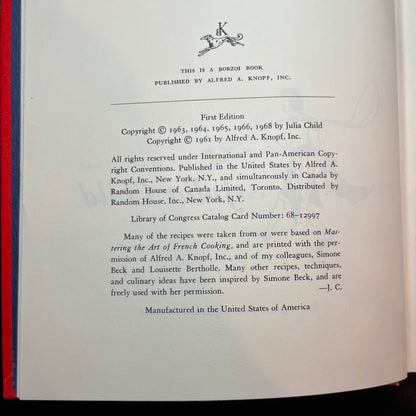 BK
THIS IS A BORZOI BOOK
PUBLISHED BY ALFRED A. KNOPF, INC.
First Edition
Copyright © 1963, 1964, 1965, 1966, 1968 by Julia Child
Copyright © 1961 by Alfred A. Knopf, Inc.
All rights reserved under International and Pan-American Copy-
right Conventions. Published in the United States by Alfred A.
Knopf, Inc., New York, N.Y., and simultaneously in Canada by
Random House of Canada Limited, Toronto. Distributed by
Random House, Inc., New York, N.Y.
Library of Congress Catalog Card Number: 68-12997
Many of the recipes were taken from or were based on Mas-
tering the Art of French Cooking, and are printed with the per-
mission of Alfred A. Knopf, Inc., and of my colleagues, Simone
Beck and Louisette Bertholle. Many other recipes, techniques,
and culinary ideas have been inspired by Simone Beck, and are
freely used with her permission. —J. C.
Manufactured in the United States of America